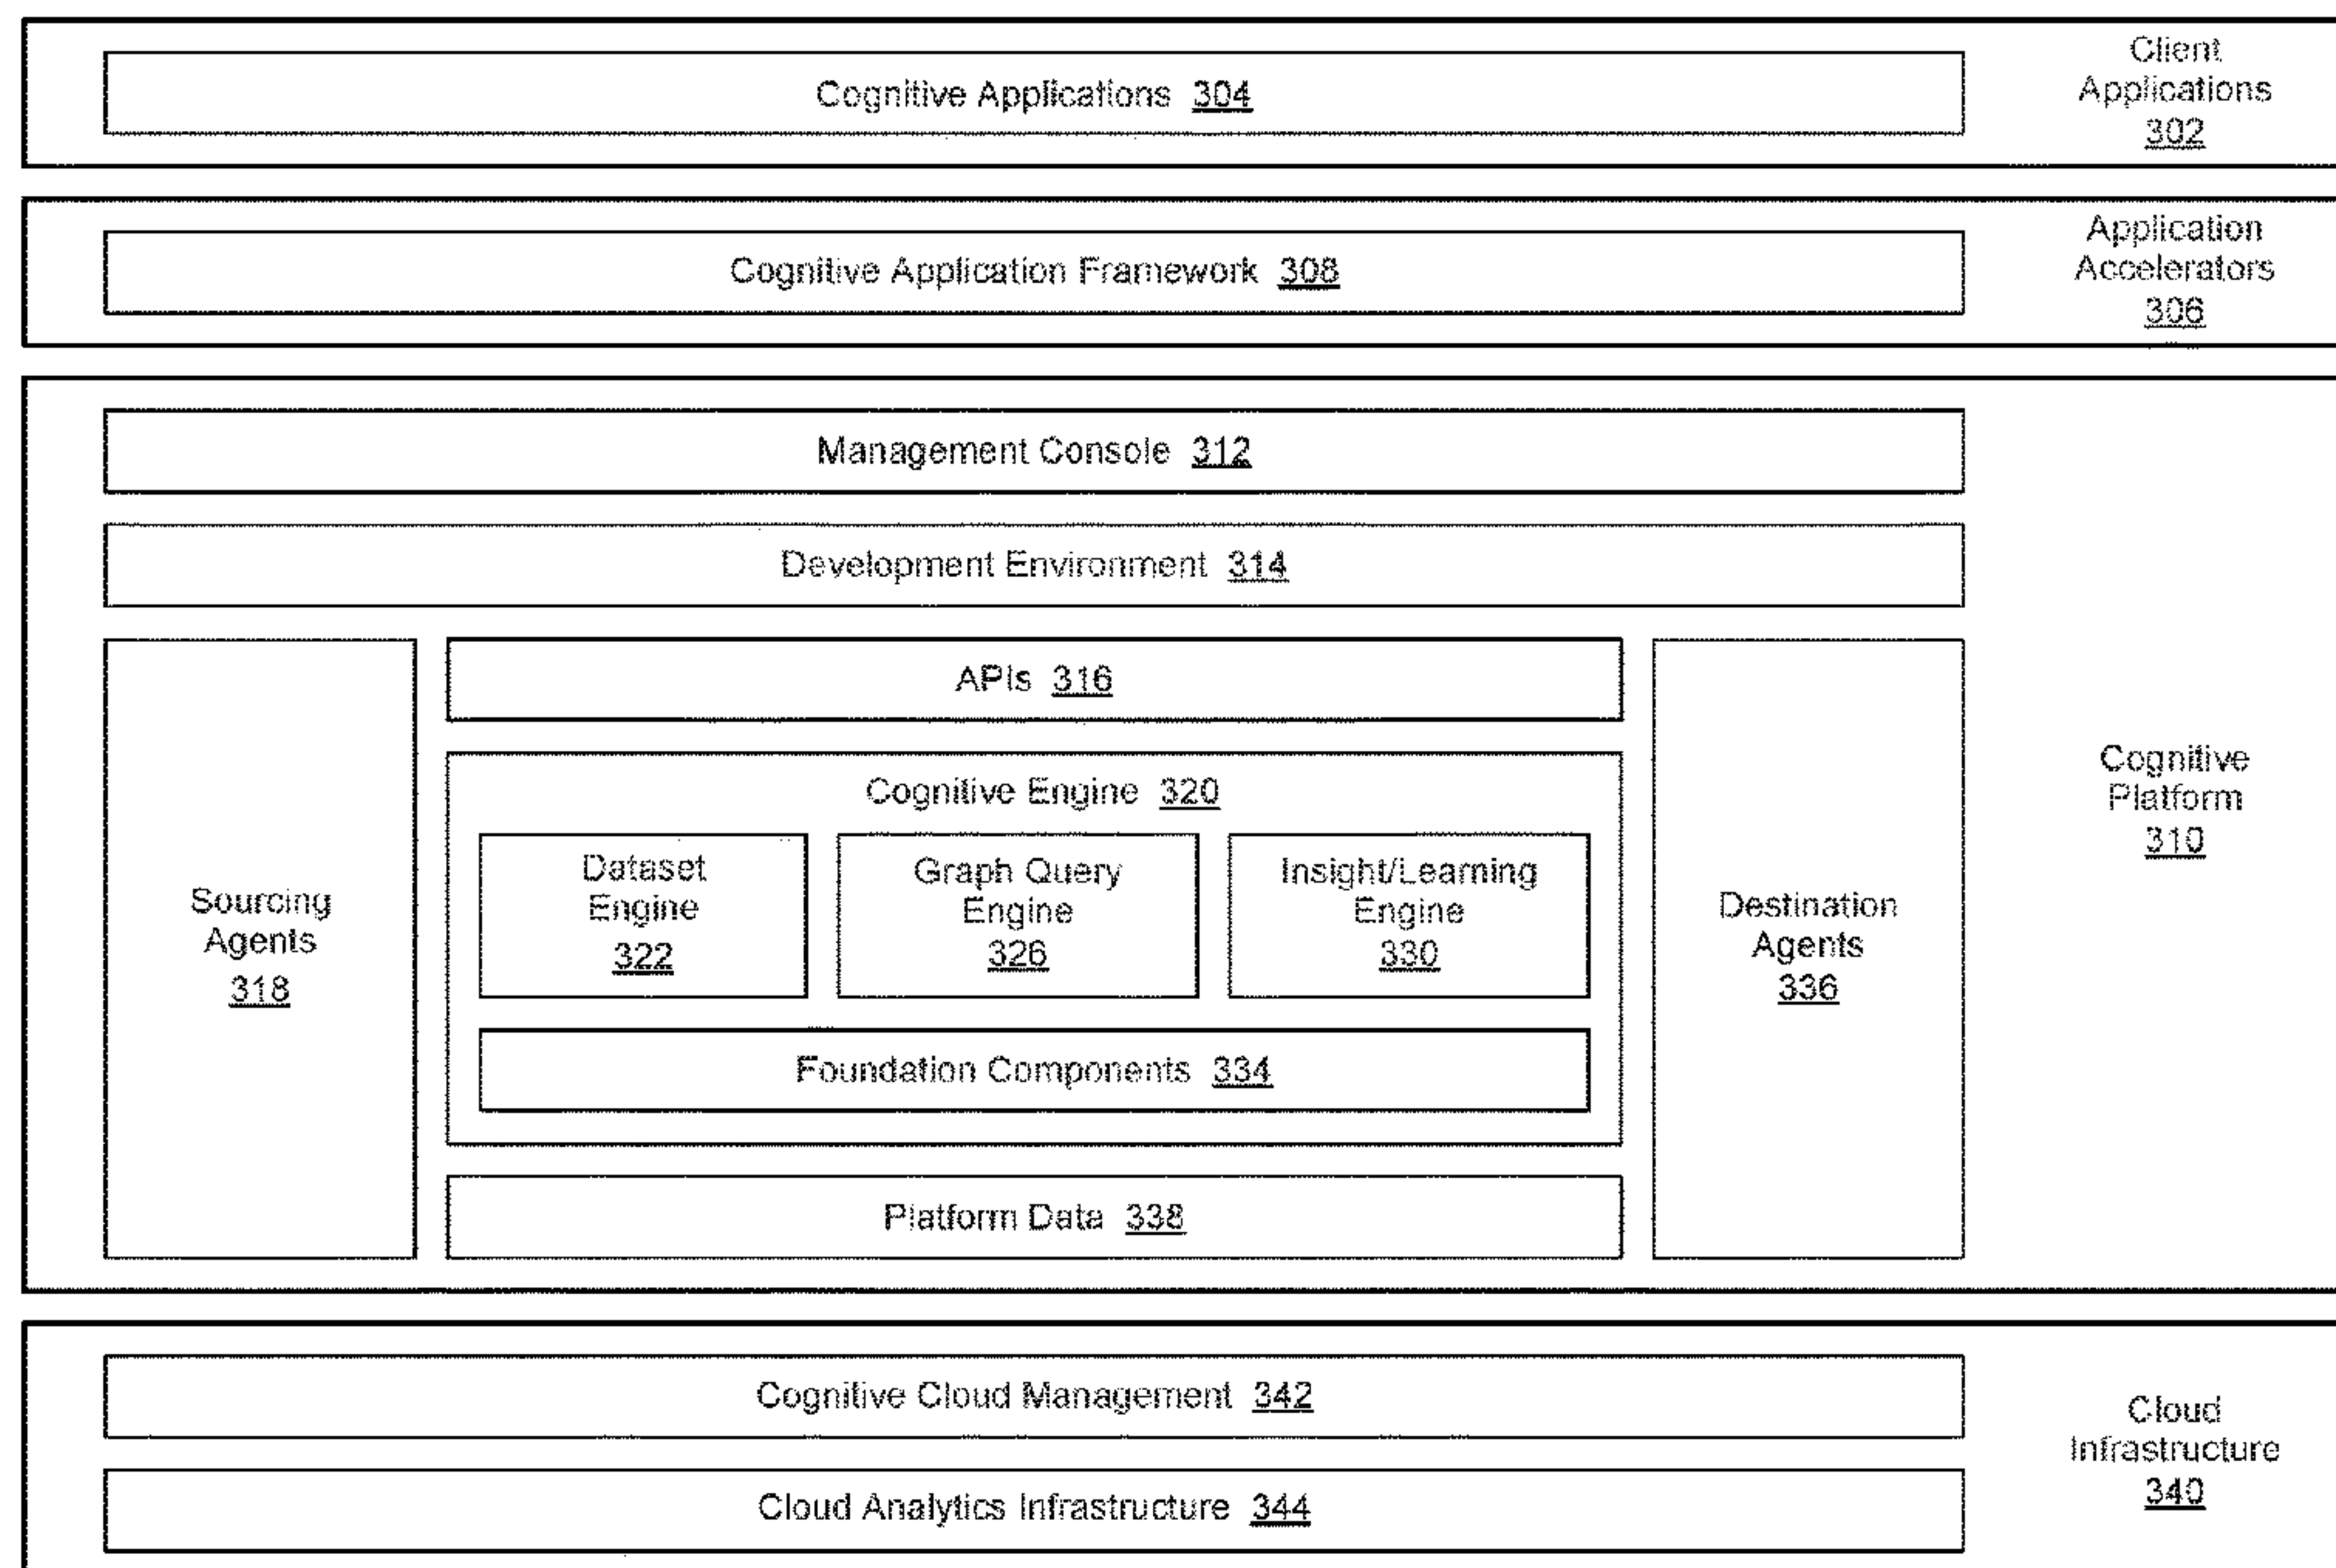 Cognitive Applications 304
Client
Applications
302
Cognitive Application Framework 308
Application
Accelerators
306
Management Console 312
Development Environment 314
Sourcing
Agents
318
APIs 316
Cognitive Engine 320
Dataset
Engine
322
Graph Query
Engine
326
Insight/Learning
Engine
330
Foundation Components 334
Platform Data 338
Destination
Agents
336
Cognitive
Platform
310
Cognitive Cloud Management 342
Cloud Analytics Infrastructure 344
Cloud
Infrastructure
340